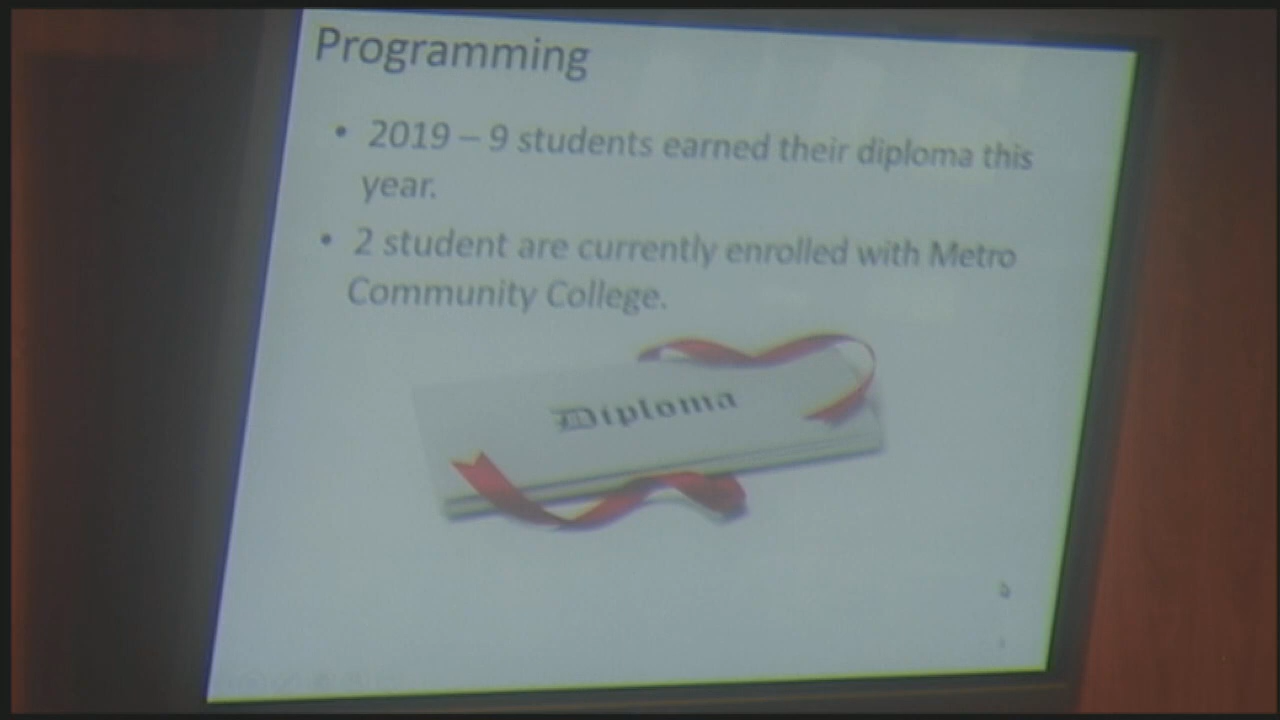 Programming
• 2019 – 9 students earned their diploma this
year.
• 2 student are currently enrolled with Metro
Community College.
Diploma